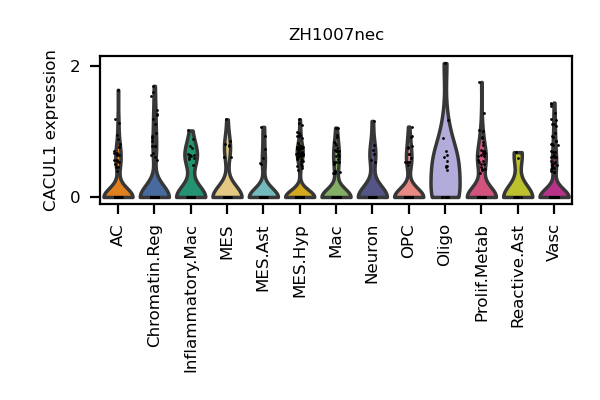 ZH1007nec
CACUL1 expression
2
0
AC
Chromatin.Reg
Inflammatory.Mac
MES
MES.Ast
MES.Hyp
Mac
Neuron
OPC
Oligo
Prolif.Metab
Reactive.Ast
Vasc